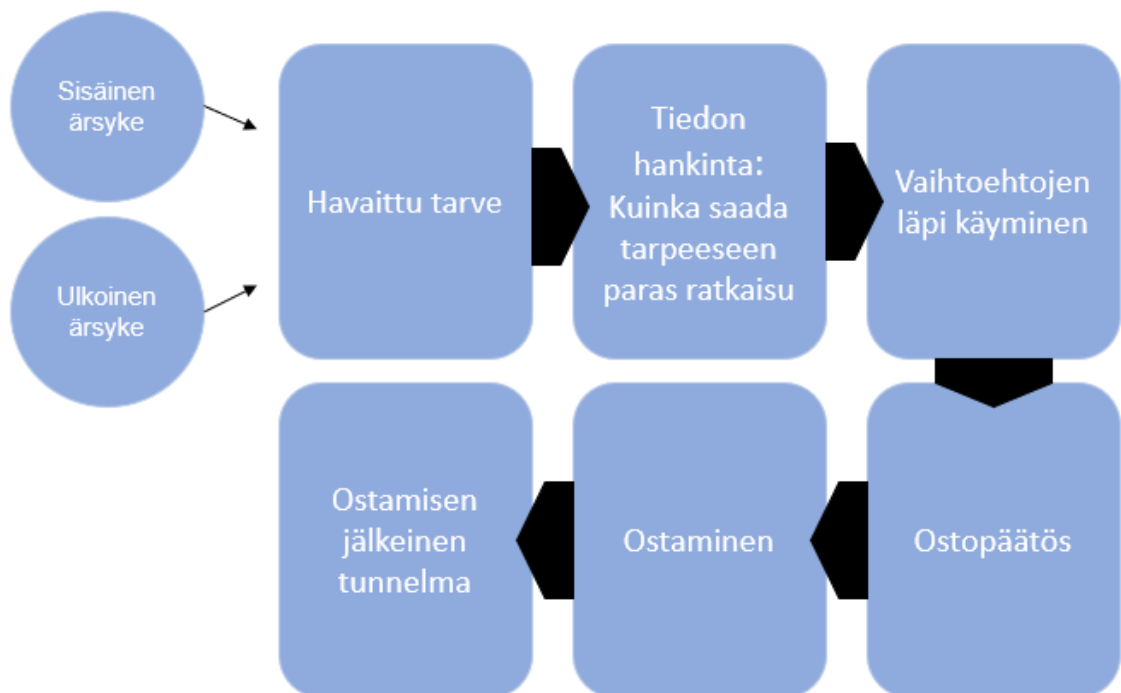 Sisäinen
ärsyke
Ulkoinen
ärsyke
Havaittu tarve
Tiedon
hankinta:
Kuinka saada
tarpeeseen
paras ratkaisu
Vaihtoehtojen
läpi käyminen
Ostopäätös
Ostaminen
Ostamisen
jälkeinen
tunnelma